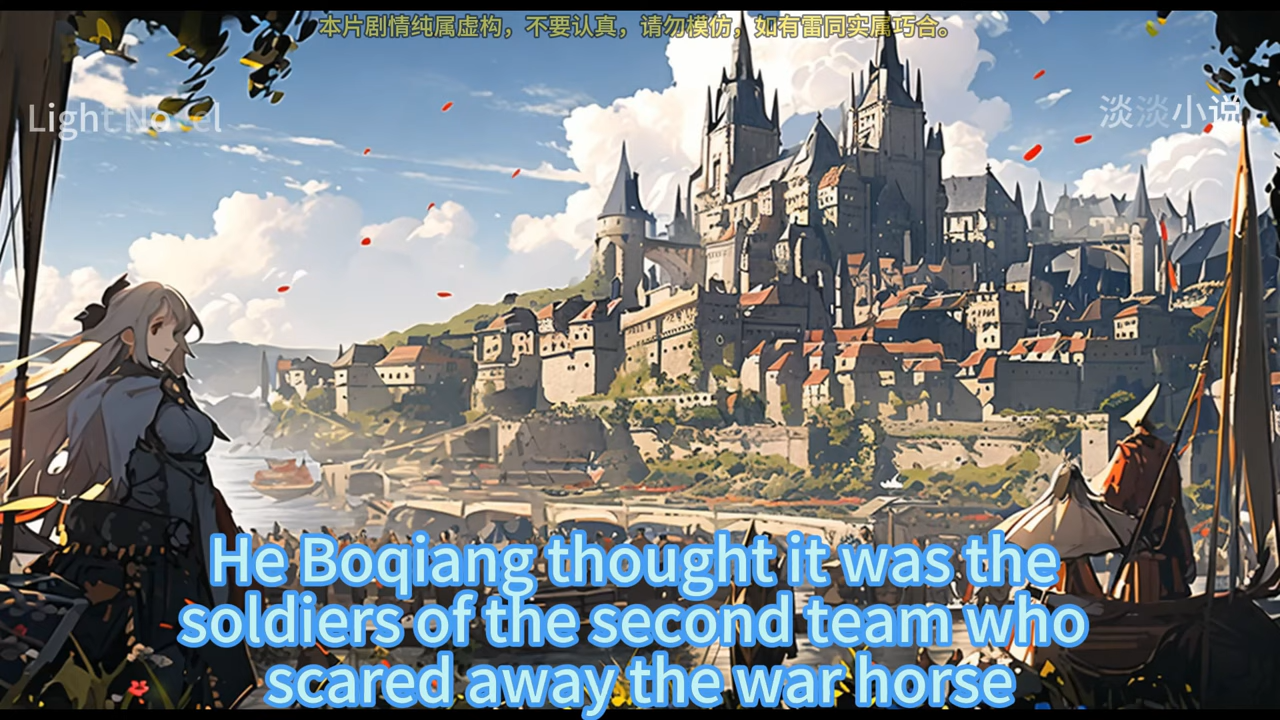 本片剧情纯属虚构，不要认真，请勿模仿，如有雷同实属巧合。
Light Novel
淡淡小说
He Boqiang thought it was the
soldiers of the second team who
scared away the war horse